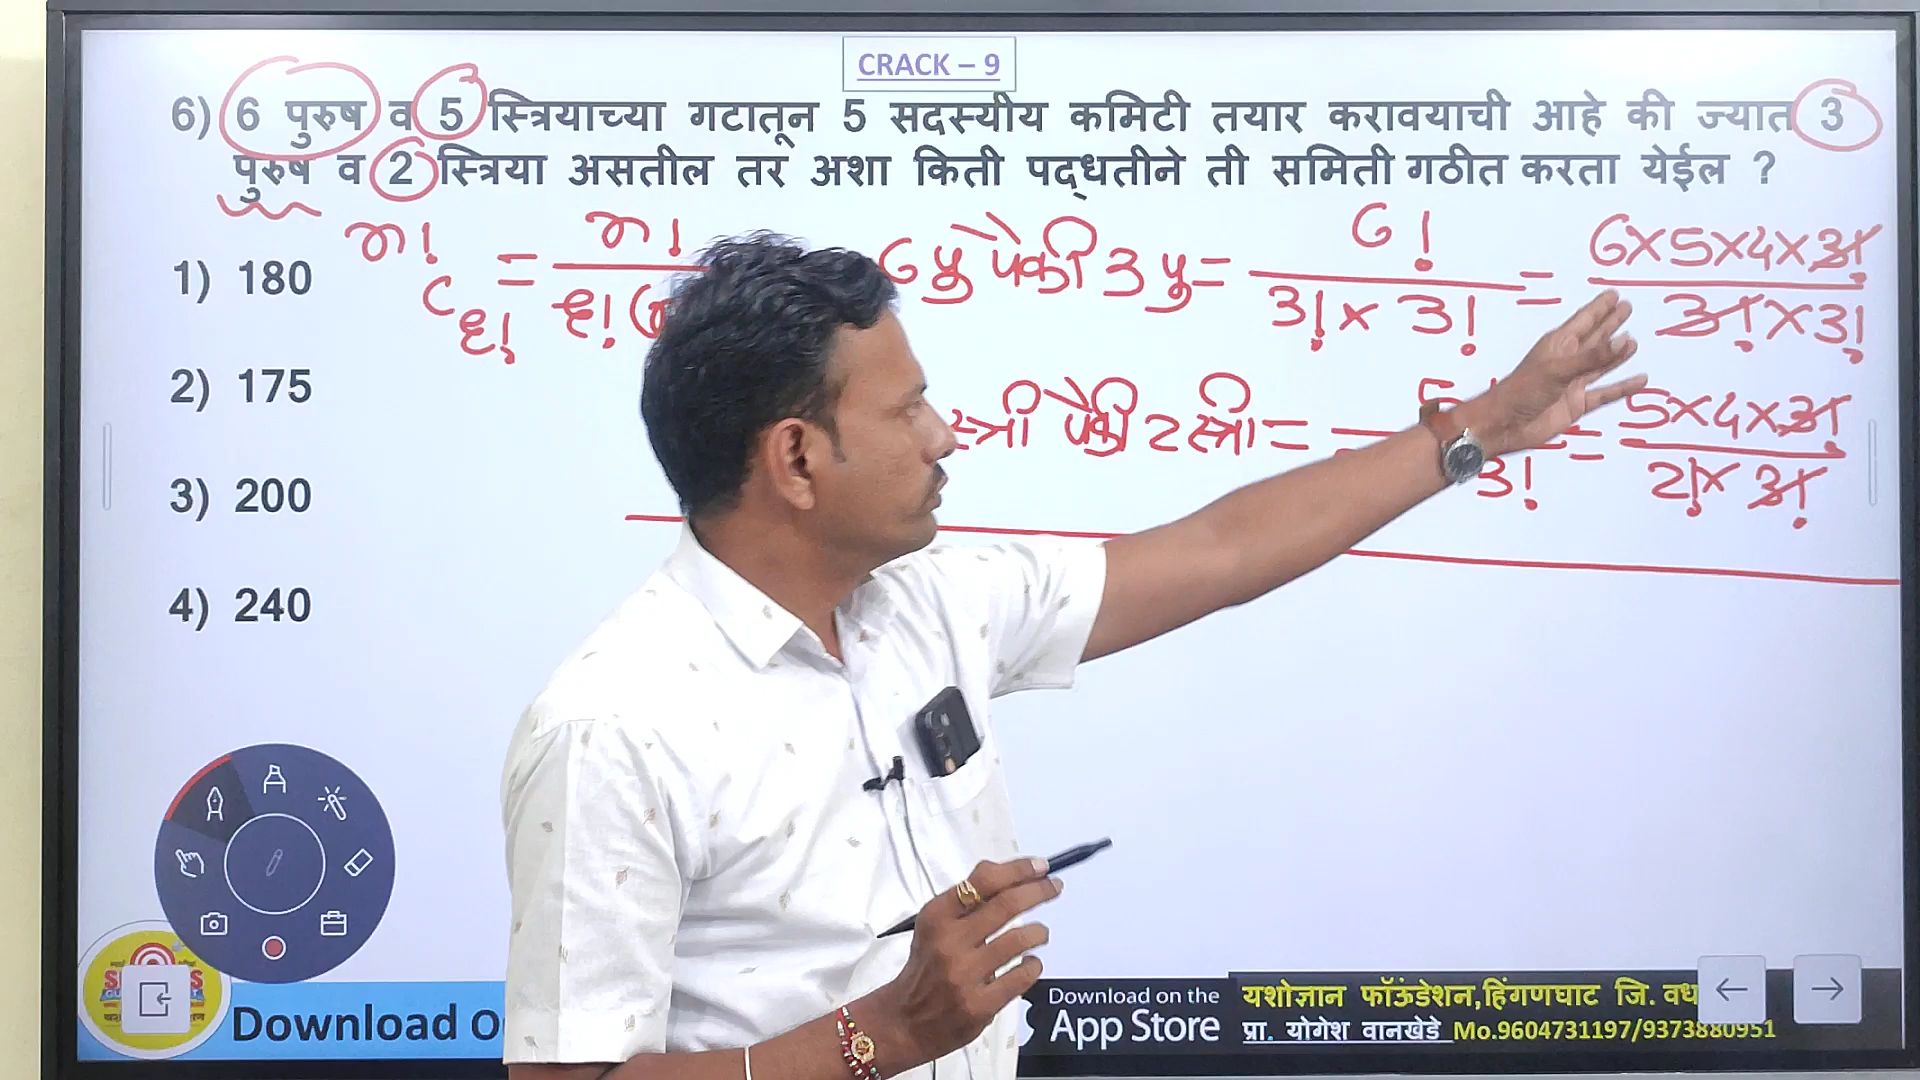 CRACK – 9
6) 6 पुरुष व 5 स्त्रियाच्या गटातून 5 सदस्यीय कमिटी तयार करावयाची आहे की ज्यात 3
पुरुष व 2 स्त्रिया असतील तर अशा किती पद्धतीने ती समिती गठीत करता येईल ?
1) 180
2) 175
3) 200
4) 240
6 पु पैकी 3 पु = 6! / 3! × 3! = 6×5×4×3! / 3!×3!
स्त्री पैकी 2 स्त्री = 3! = 5×4×3! / 2!× 3!
Download
Download on the
App Store
यशोज्ञान फॉऊंडेशन,हिंगणघाट जि.
प्रा. योगेश वानखेडे Mo.9604731197/9373880951